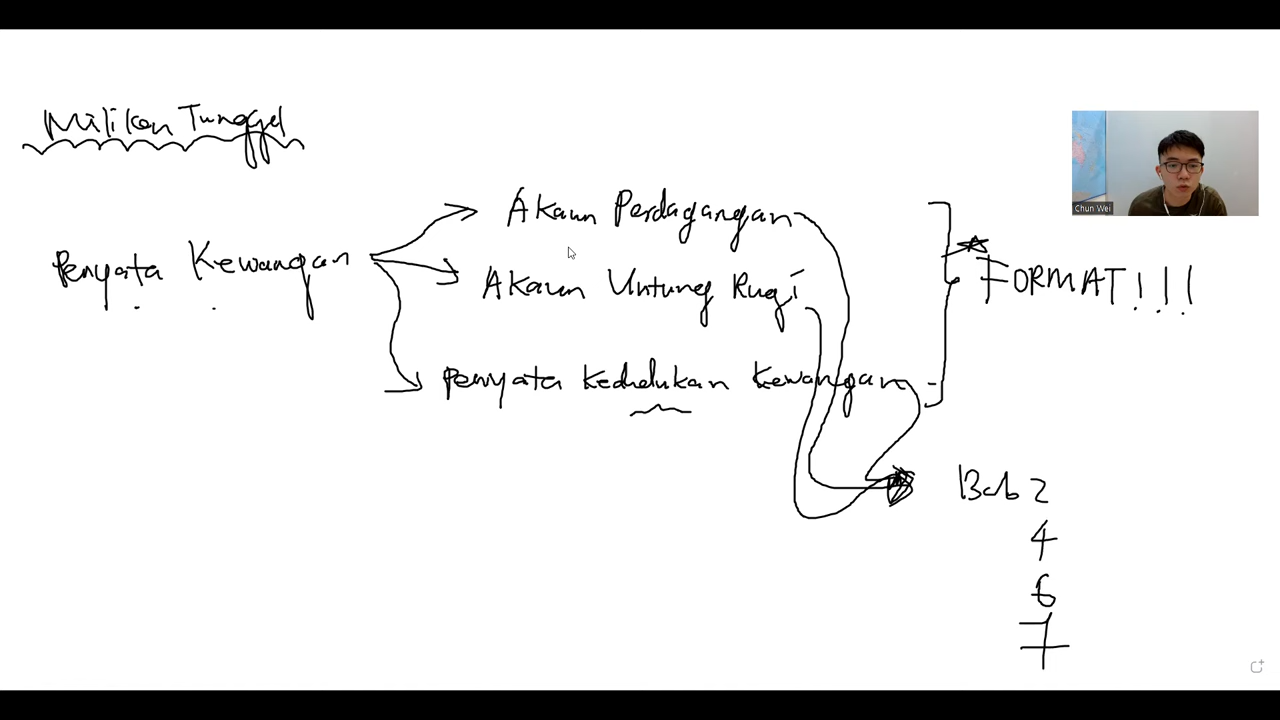 Milikan Tunggal
Chun Wei
Akaun Perdagangan
Penyata Kewangan
Akaun Untung Rugi
FORMAT!!!
Penyata Kedudukan Kewangan
Bab 2
4
6
7